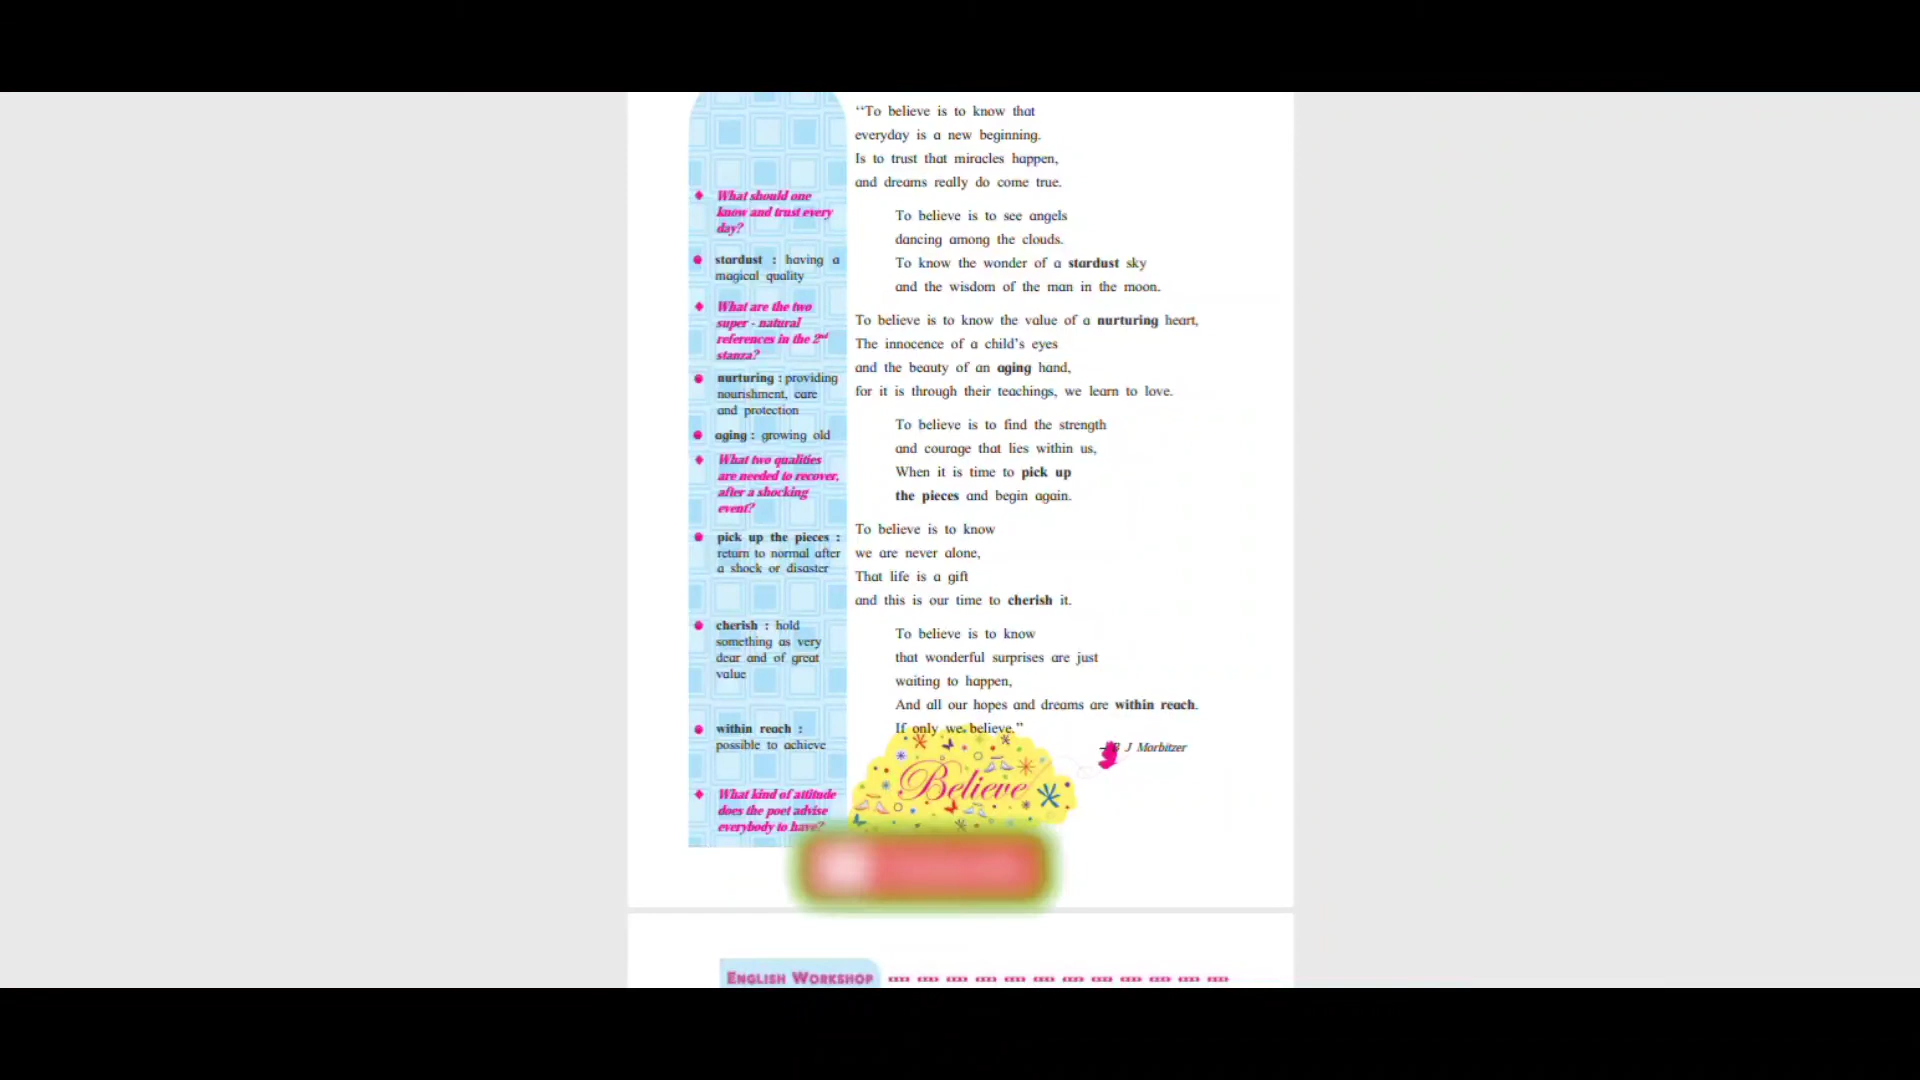 “To believe is to know that
everyday is a new beginning.
Is to trust that miracles happen,
and dreams really do come true.
To believe is to see angels
dancing among the clouds.
To know the wonder of a stardust sky
and the wisdom of the man in the moon.
To believe is to know the value of a nurturing heart,
The innocence of a child's eyes
and the beauty of an aging hand,
for it is through their teachings, we learn to love.
To believe is to find the strength
and courage that lies within us,
When it is time to pick up
the pieces and begin again.
To believe is to know
we are never alone,
That life is a gift
and this is our time to cherish it.
To believe is to know
that wonderful surprises are just
waiting to happen,
And all our hopes and dreams are within reach.
If only we believe.”
J Morbitzer
Believe
What should one
know and trust every
day?
stardust : having a
magical quality
What are the two
super - natural
references in the 2nd
stanza?
nurturing : providing
nourishment, care
and protection
aging : growing old
What two qualities
are needed to recover,
after a shocking
event?
pick up the pieces :
return to normal after
a shock or disaster
cherish : hold
something as very
dear and of great
value
within reach :
possible to achieve
What kind of attitude
does the poet advise
everybody to have?
ENGLISH WORKSHOP